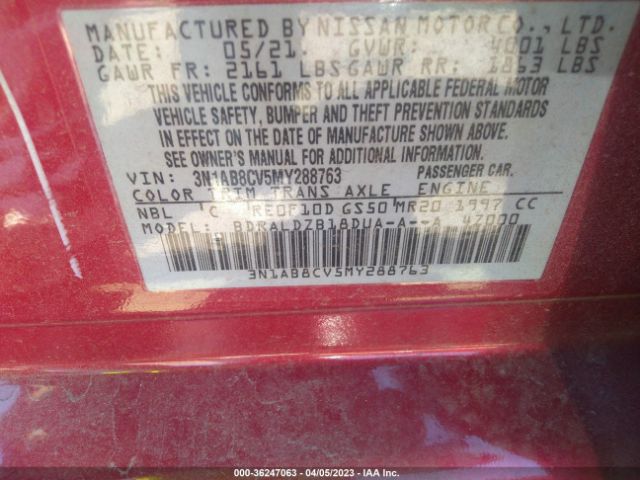 MANUFACTURED BY NISSAN MOTOR CO., LTD.
DATE: 05/21 GVWR: 4001 LBS
GAWR FR: 2161 LBS GAWR RR: 1863 LBS
THIS VEHICLE CONFORMS TO ALL APPLICABLE FEDERAL MOTOR
VEHICLE SAFETY, BUMPER AND THEFT PREVENTION STANDARDS
IN EFFECT ON THE DATE OF MANUFACTURE SHOWN ABOVE.
SEE OWNER'S MANUAL FOR ADDITIONAL INFORMATION
VIN: 3N1AB8CV5MY288763 PASSENGER CAR.
COLOR TRIM TRANS AXLE ENGINE
NBL C RE0F10D GS50 MR20 1997 CC
MODEL: BDRALDZB18DUA-A--A 47000
3N1AB8CV5MY288763
000-36247063 - 04/05/2023 - IAA Inc.